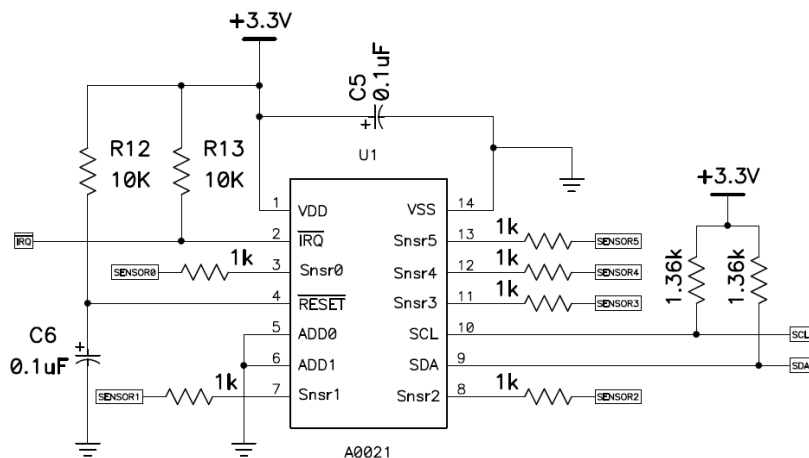 +3.3V
C5
0.1uF
U1
R12
10K
R13
10K
+3.3V
1 VDD VSS 14
IRQ 2 IRQ Snsr5 13 1k SENSOR5
SENSOR0 1k 3 Snsr0 Snsr4 12 1k SENSOR4
4 RESET Snsr3 11 1k SENSOR3
1.36k
1.36k
C6
0.1uF
5 ADD0 SCL 10 SCL
6 ADD1 SDA 9 SDA
SENSOR1 1k 7 Snsr1 Snsr2 8 1k SENSOR2
A0021